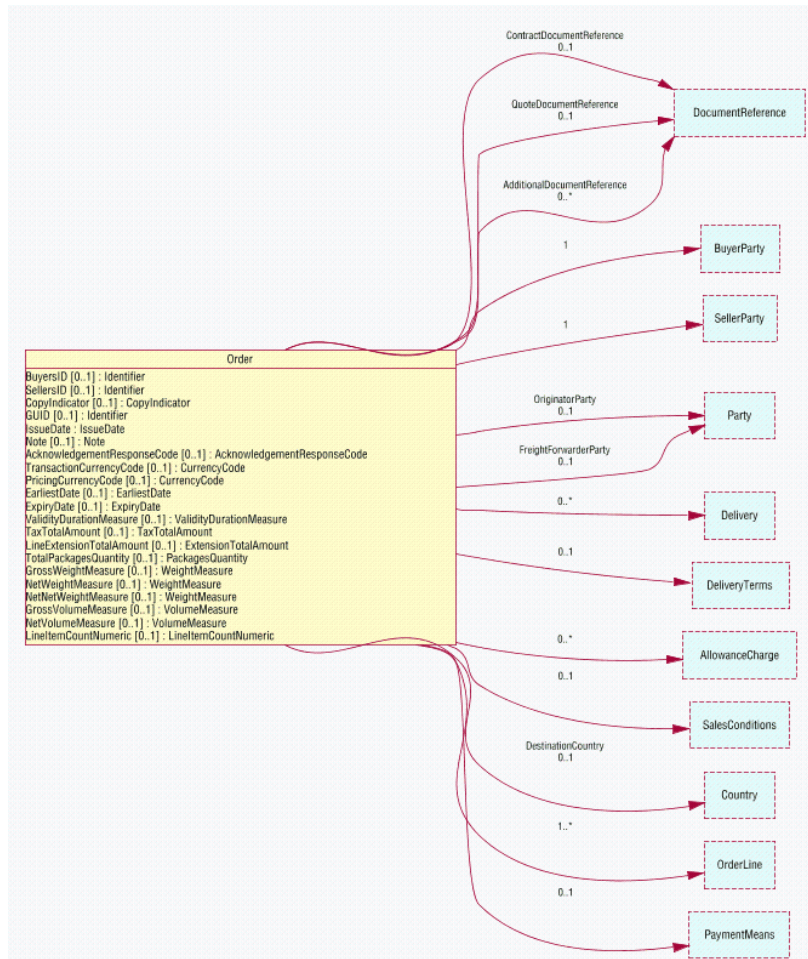 ContractDocumentReference
0..1
QuoteDocumentReference
0..1
DocumentReference
AdditionalDocumentReference
0..*
1
BuyerParty
1
SellerParty
Order
BuyersID [0..1] : Identifier
SellersID [0..1] : Identifier
CopyIndicator [0..1] : CopyIndicator
GUID [0..1] : Identifier
IssueDate : IssueDate
Note [0..1] : Note
AcknowledgementResponseCode [0..1] : AcknowledgementResponseCode
TransactionCurrencyCode [0..1] : CurrencyCode
PricingCurrencyCode [0..1] : CurrencyCode
EarliestDate [0..1] : EarliestDate
ExpiryDate [0..1] : ExpiryDate
ValidityDurationMeasure [0..1] : ValidityDurationMeasure
TaxTotalAmount [0..1] : TaxTotalAmount
LineExtensionTotalAmount [0..1] : ExtensionTotalAmount
TotalPackagesQuantity [0..1] : PackagesQuantity
GrossWeightMeasure [0..1] : WeightMeasure
NetWeightMeasure [0..1] : WeightMeasure
NetNetWeightMeasure [0..1] : WeightMeasure
GrossVolumeMeasure [0..1] : VolumeMeasure
NetVolumeMeasure [0..1] : VolumeMeasure
LineItemCountNumeric [0..1] : LineItemCountNumeric
OriginatorParty
0..1
Party
FreightForwarderParty
0..1
0..*
Delivery
0..1
DeliveryTerms
0..*
AllowanceCharge
0..1
SalesConditions
DestinationCountry
0..1
Country
1..*
OrderLine
0..1
PaymentMeans